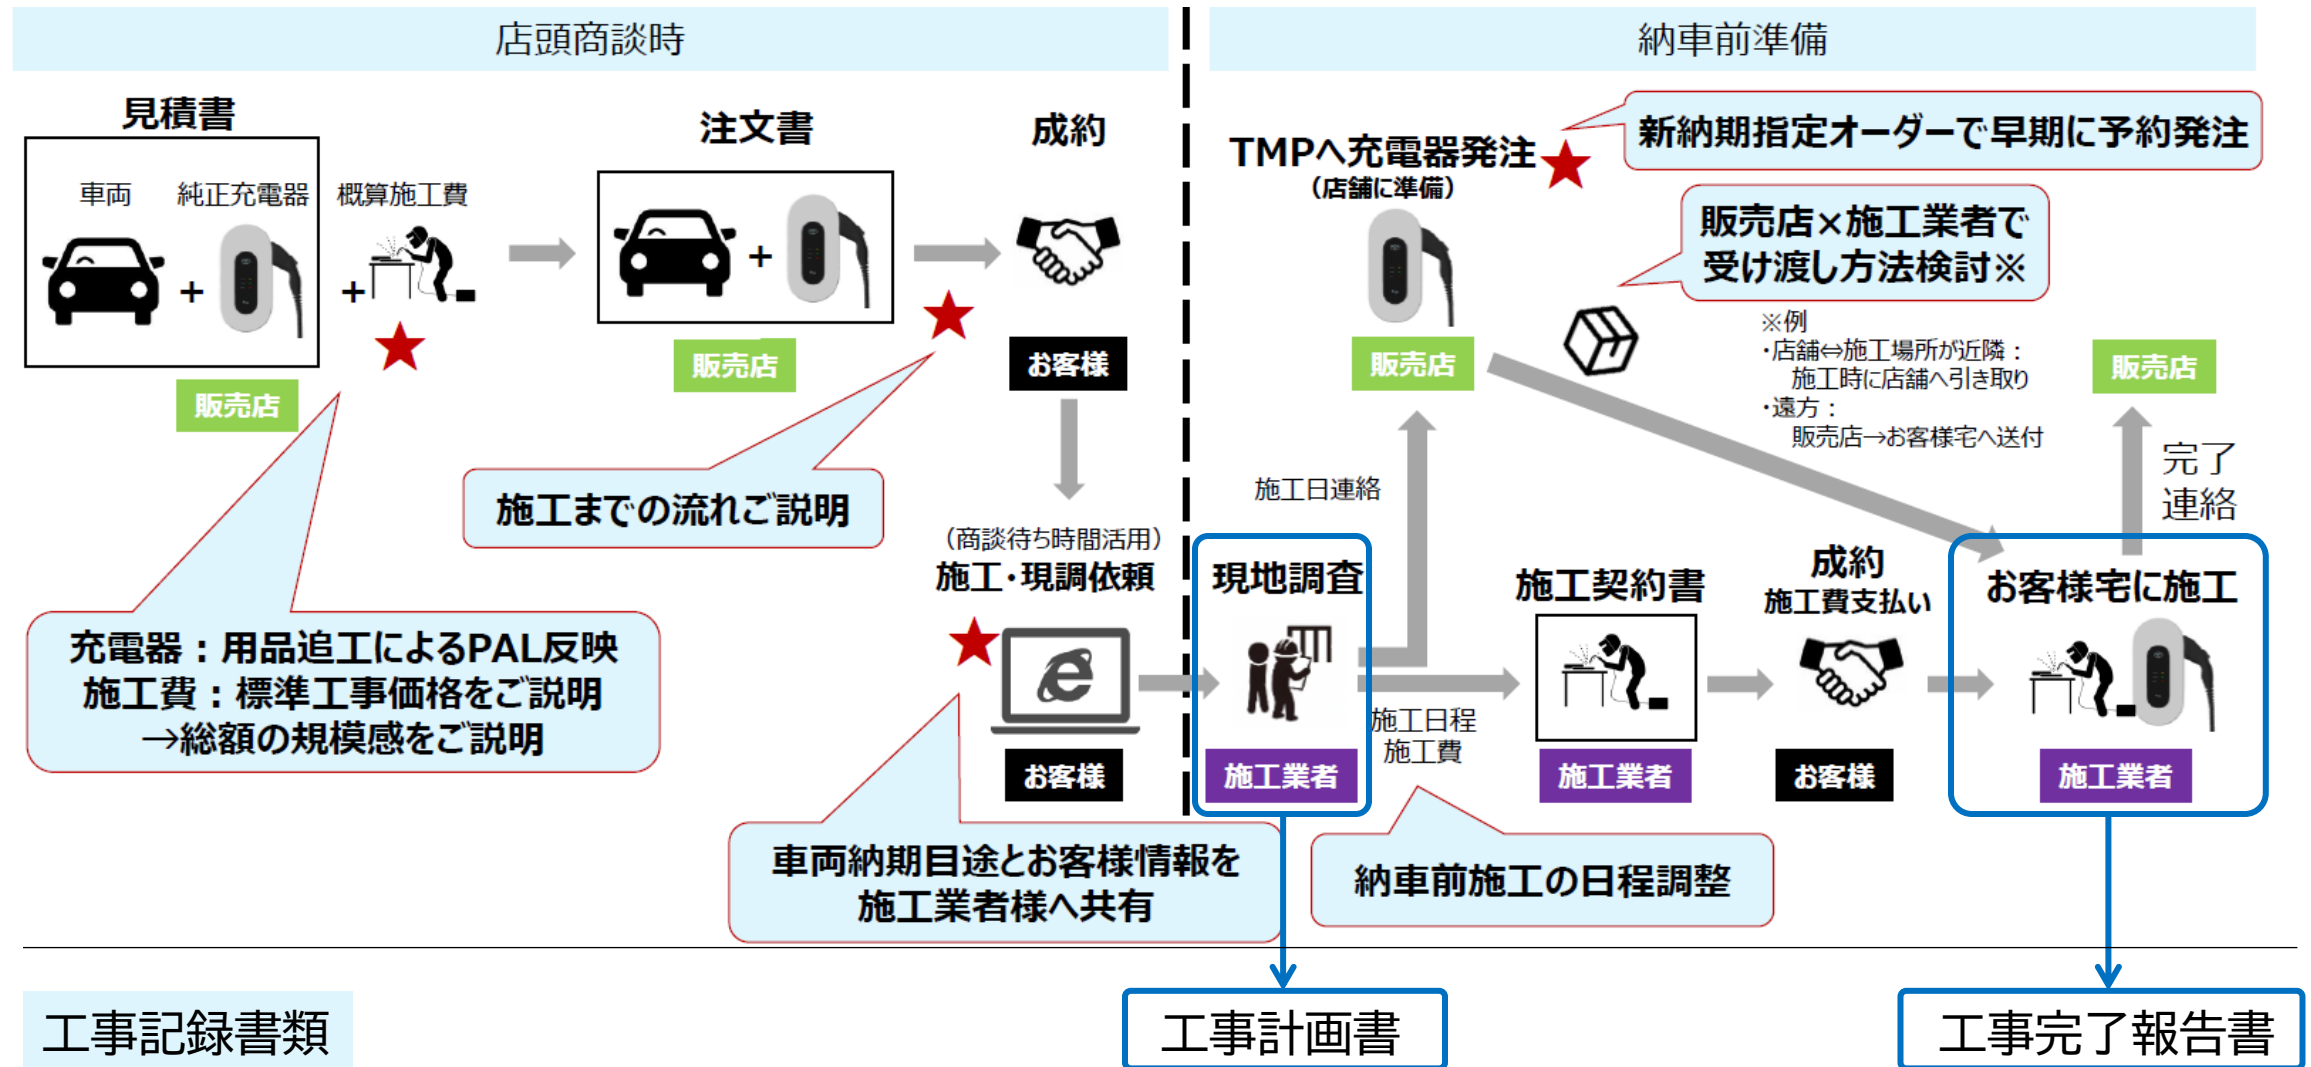 店頭商談時
納車前準備
見積書
車両
純正充電器
概算施工費
+
+
販売店
注文書
+
販売店
成約
お客様
施工までの流れご説明
充電器：用品追工によるPAL反映
施工費：標準工事価格をご説明
→総額の規模感をご説明
（商談待ち時間活用）
施工・現調依頼
お客様
車両納期目途とお客様情報を
施工業者様へ共有
TMPへ充電器発注
（店舗に準備）
販売店
新納期指定オーダーで早期に予約発注
販売店×施工業者で
受け渡し方法検討※
※例
・店舗⇔施工場所が近隣：
施工時に店舗へ引き取り
・遠方：
販売店→お客様宅へ送付
販売店
完了
連絡
施工日連絡
現地調査
施工業者
施工日程
施工費
納車前施工の日程調整
施工契約書
施工業者
成約
施工費支払い
お客様
お客様宅に施工
施工業者
工事記録書類
工事計画書
工事完了報告書